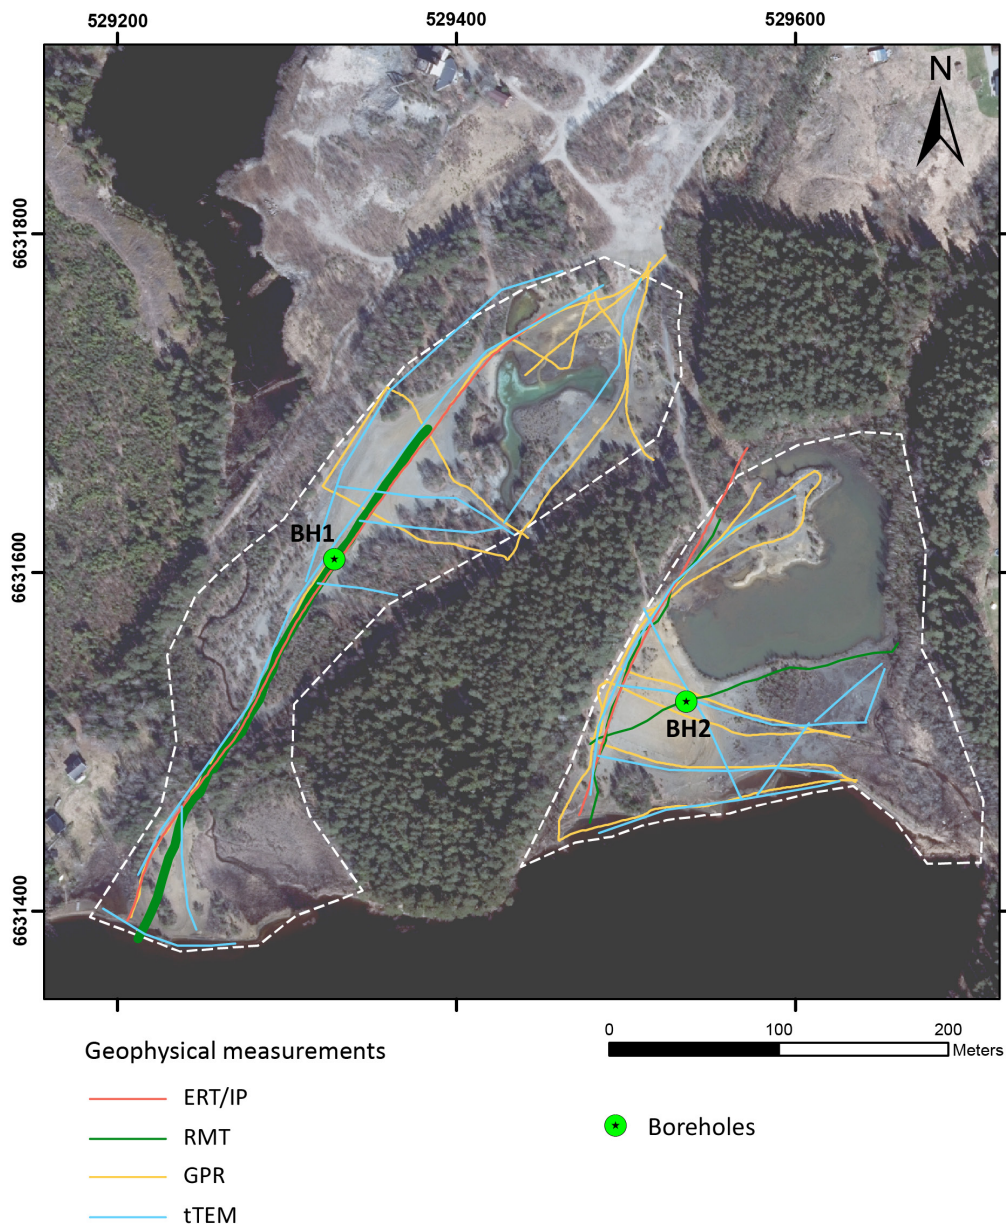 529200
529400
529600
N
6631800
BH1
6631600
BH2
6631400
0
100
200
Meters
Geophysical measurements
ERT/IP
RMT
Boreholes
GPR
tTEM